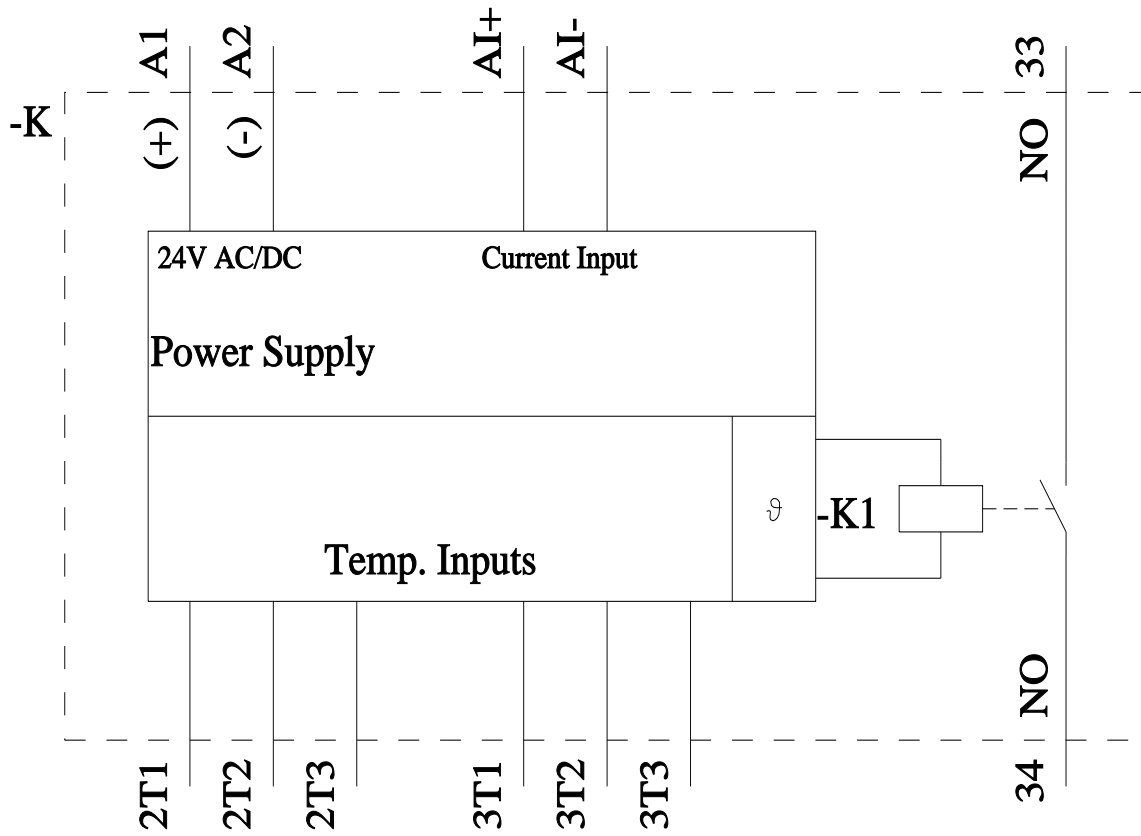 A1
A2
AI+
AI-
33
-K
(+)
(-)
NO
24V AC/DC
Current Input
Power Supply
ϑ
-K1
Temp. Inputs
NO
2T1
2T2
2T3
3T1
3T2
3T3
34